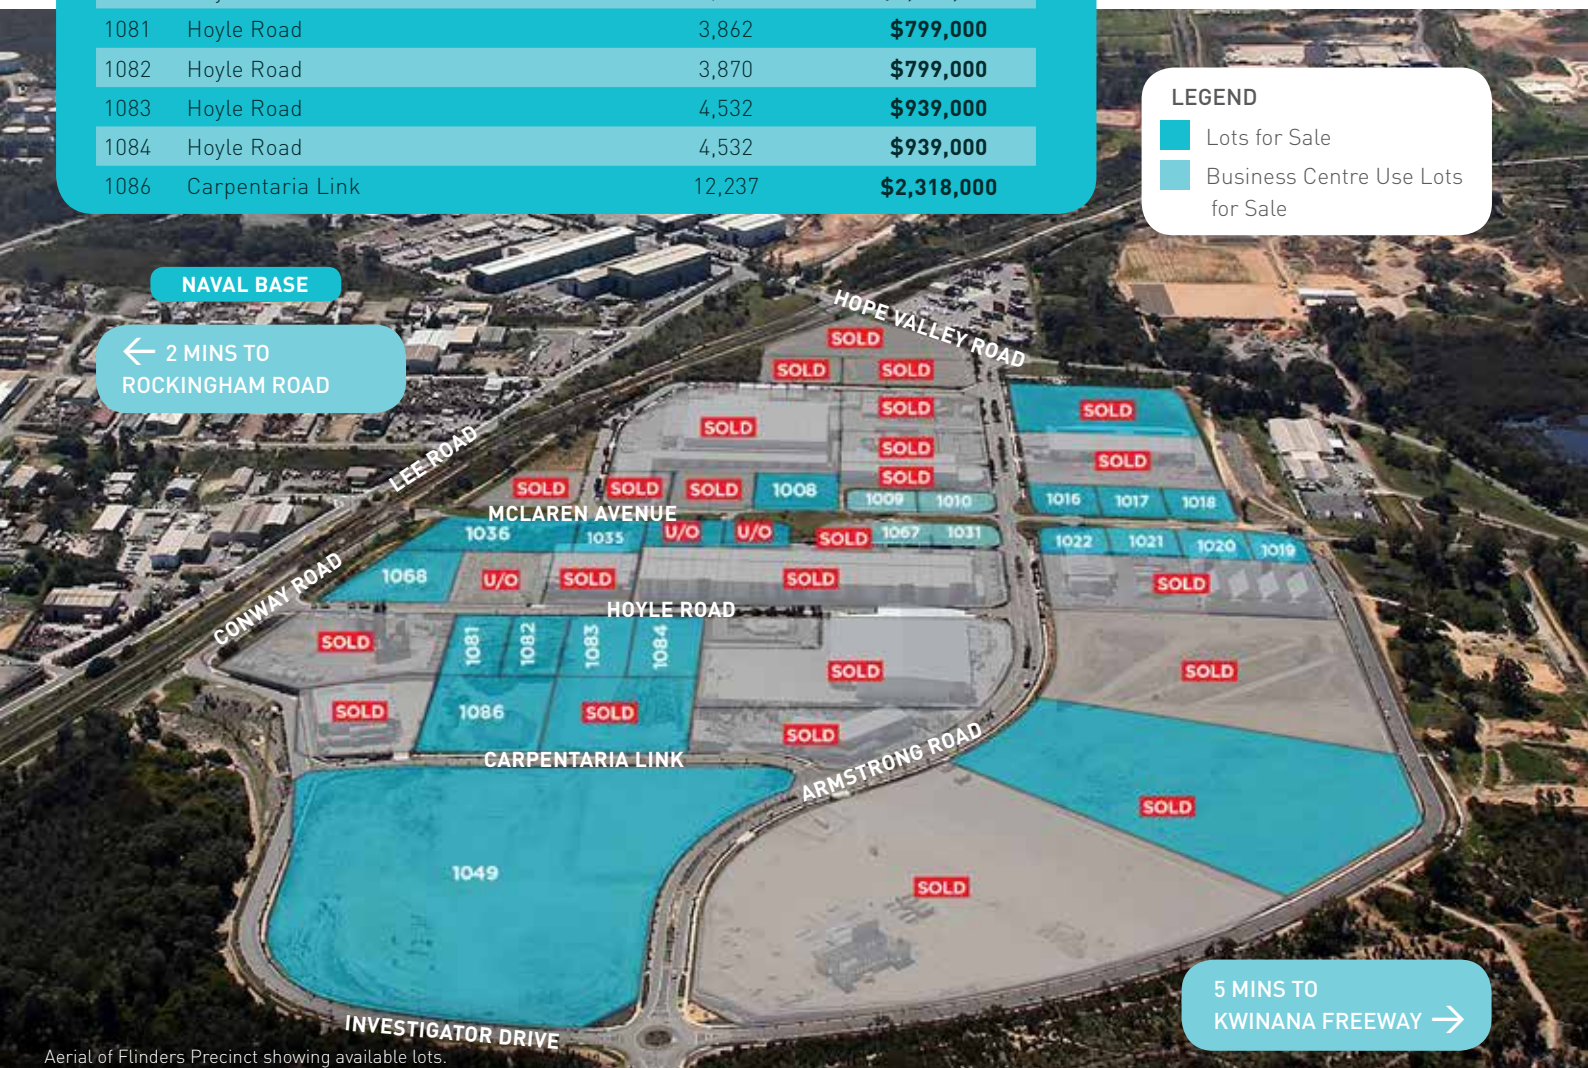 1081 Hoyle Road 3,862 $799,000
1082 Hoyle Road 3,870 $799,000
1083 Hoyle Road 4,532 $939,000
1084 Hoyle Road 4,532 $939,000
1086 Carpentaria Link 12,237 $2,318,000
LEGEND
Lots for Sale
Business Centre Use Lots
for Sale
NAVAL BASE
← 2 MINS TO
ROCKINGHAM ROAD
HOPE VALLEY ROAD
SOLD
SOLD SOLD
SOLD SOLD
SOLD
SOLD SOLD
SOLD
LEE ROAD
SOLD SOLD SOLD 1008 1009 1010 1016 1017 1018
MCLAREN AVENUE
1036 1035 U/O U/O SOLD 1067 1031 1022 1021 1020 1019
1068 U/O SOLD SOLD SOLD
CONWAY ROAD
HOYLE ROAD
SOLD 1081 1082 1083 1084 SOLD SOLD
SOLD 1086 SOLD SOLD
CARPENTARIA LINK
ARMSTRONG ROAD
SOLD
1049 SOLD
INVESTIGATOR DRIVE
5 MINS TO
KWINANA FREEWAY →
Aerial of Flinders Precinct showing available lots.